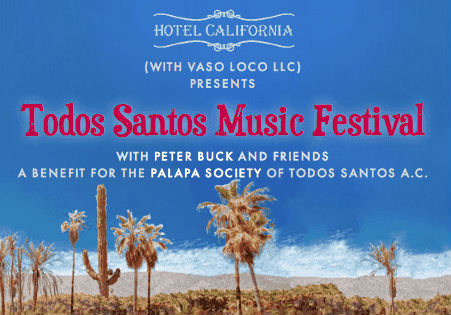 HOTEL CALIFORNIA
(WITH VASO LOCO LLC)
PRESENTS
Todos Santos Music Festival
WITH PETER BUCK AND FRIENDS
A BENEFIT FOR THE PALAPA SOCIETY OF TODOS SANTOS A.C.